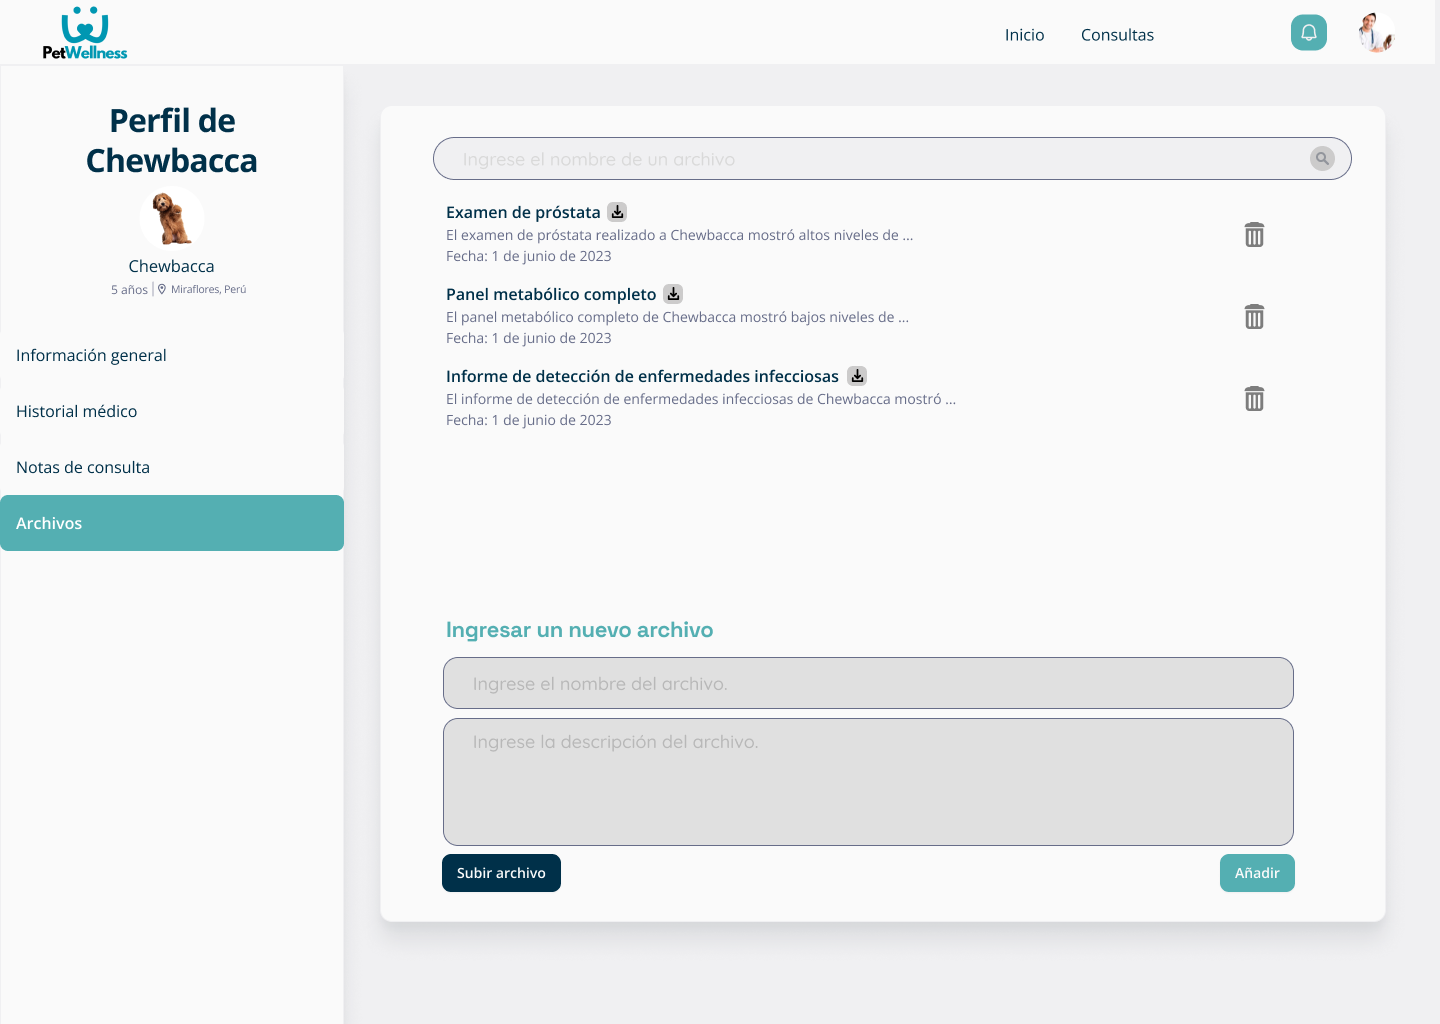 PetWellness
Inicio
Consultas
Perfil de
Chewbacca
Chewbacca
5 años
Miraflores, Perú
Información general
Historial médico
Notas de consulta
Archivos
Ingrese el nombre de un archivo
Examen de próstata
El examen de próstata realizado a Chewbacca mostró altos niveles de ...
Fecha: 1 de junio de 2023
Panel metabólico completo
El panel metabólico completo de Chewbacca mostró bajos niveles de ...
Fecha: 1 de junio de 2023
Informe de detección de enfermedades infecciosas
El informe de detección de enfermedades infecciosas de Chewbacca mostró ...
Fecha: 1 de junio de 2023
Ingresar un nuevo archivo
Ingrese el nombre del archivo.
Ingrese la descripción del archivo.
Subir archivo
Añadir